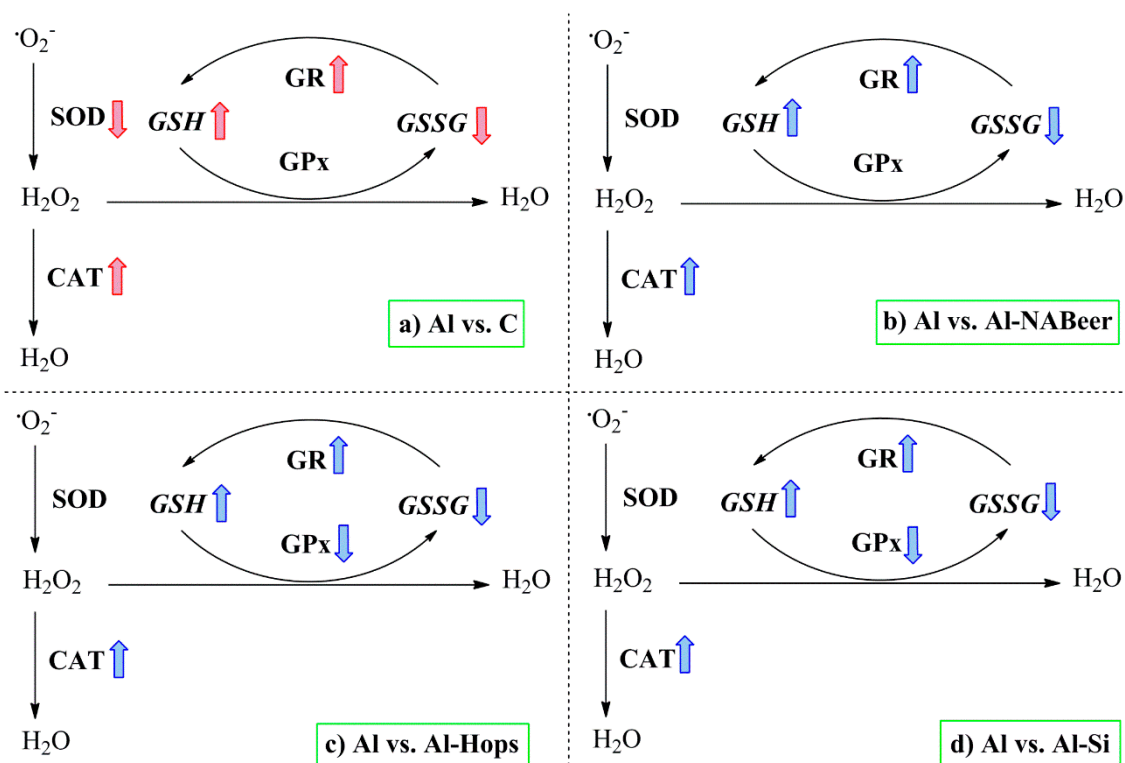 ·O₂⁻
GR
SOD
GSH
GSSG
GPx
H₂O₂
H₂O
CAT
a) Al vs. C
H₂O
·O₂⁻
GR
SOD
GSH
GSSG
GPx
H₂O₂
H₂O
CAT
b) Al vs. Al-NABeer
H₂O
·O₂⁻
GR
SOD
GSH
GSSG
GPx
H₂O₂
H₂O
CAT
H₂O
c) Al vs. Al-Hops
·O₂⁻
GR
SOD
GSH
GSSG
GPx
H₂O₂
H₂O
CAT
H₂O
d) Al vs. Al-Si